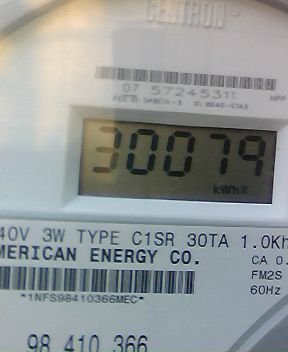 CENTRON
07 57245311
30079
kWh
40V 3W TYPE C1SR 30TA 1.0Kh
MERICAN ENERGY CO.
CA 0.
FM2S
*1NFS98410366MEC*
60Hz
98 410 366